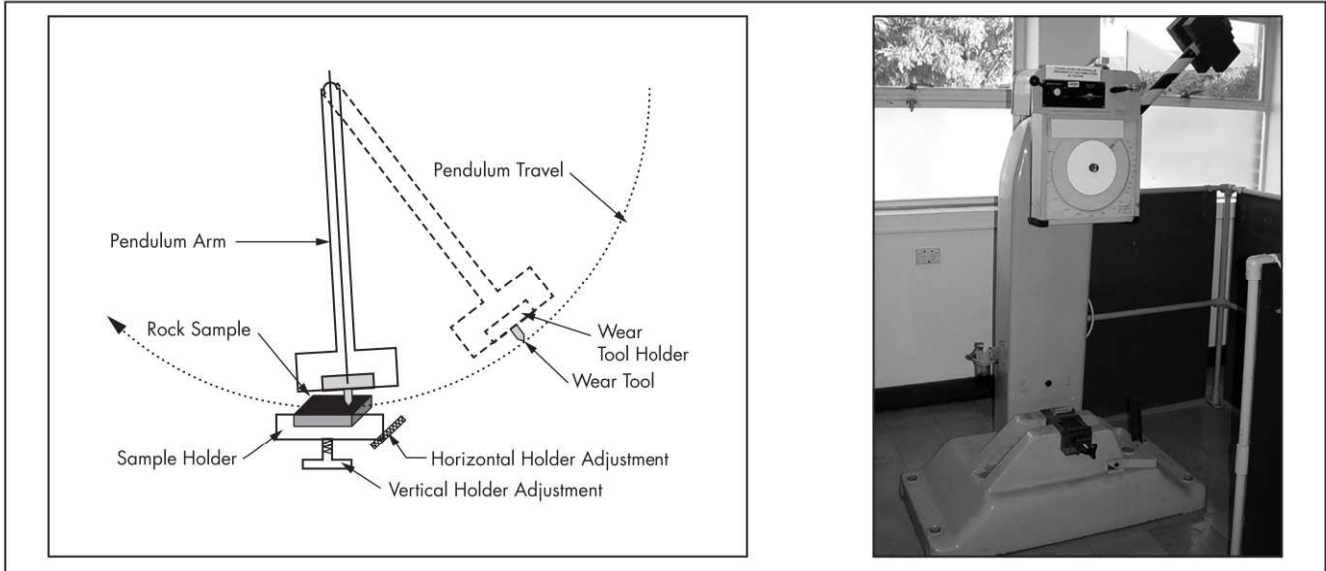 Pendulum Travel
Pendulum Arm
Rock Sample
Wear
Tool Holder
Wear Tool
Sample Holder
Horizontal Holder Adjustment
Vertical Holder Adjustment